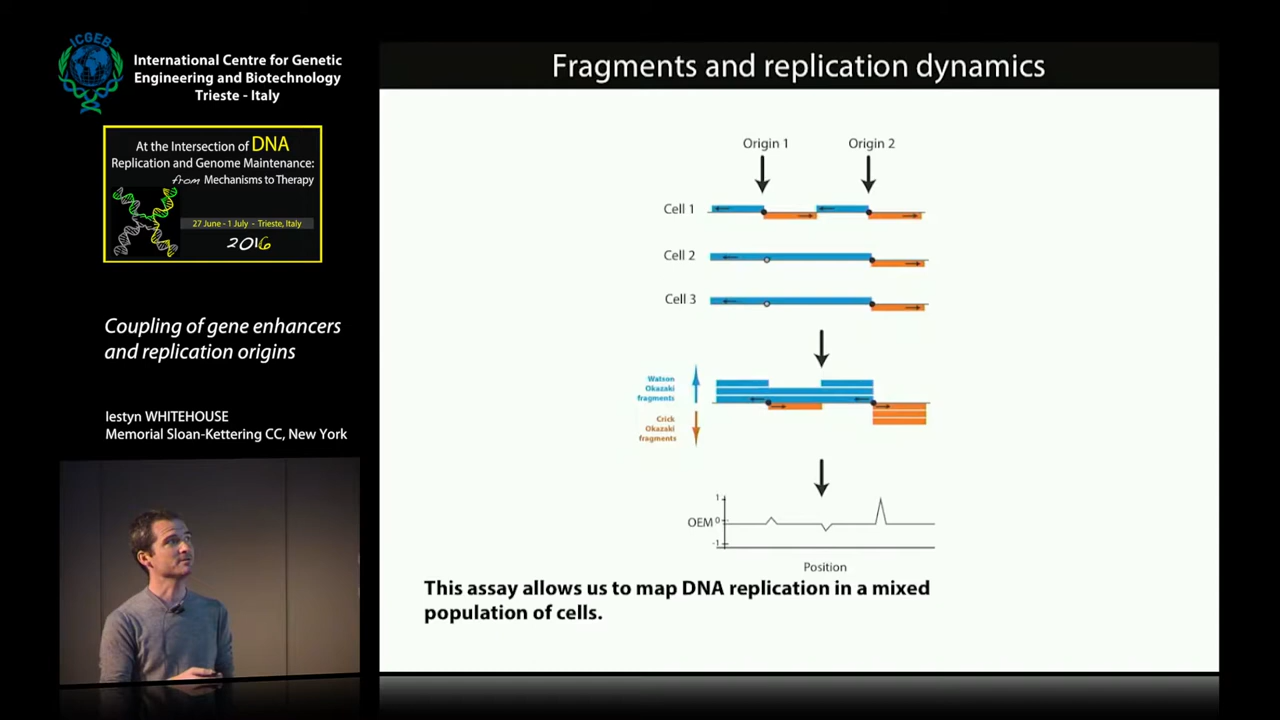 ICGEB
International Centre for Genetic
Engineering and Biotechnology
Trieste - Italy
At the Intersection of DNA
Replication and Genome Maintenance:
from Mechanisms to Therapy
27 June - 1 July - Trieste, Italy
2016
Coupling of gene enhancers
and replication origins
Iestyn WHITEHOUSE
Memorial Sloan-Kettering CC, New York
Fragments and replication dynamics
Origin 1
Origin 2
Cell 1
Cell 2
Cell 3
Watson
Okazaki
fragments
Crick
Okazaki
fragments
1
OEM 0
-1
Position
This assay allows us to map DNA replication in a mixed
population of cells.